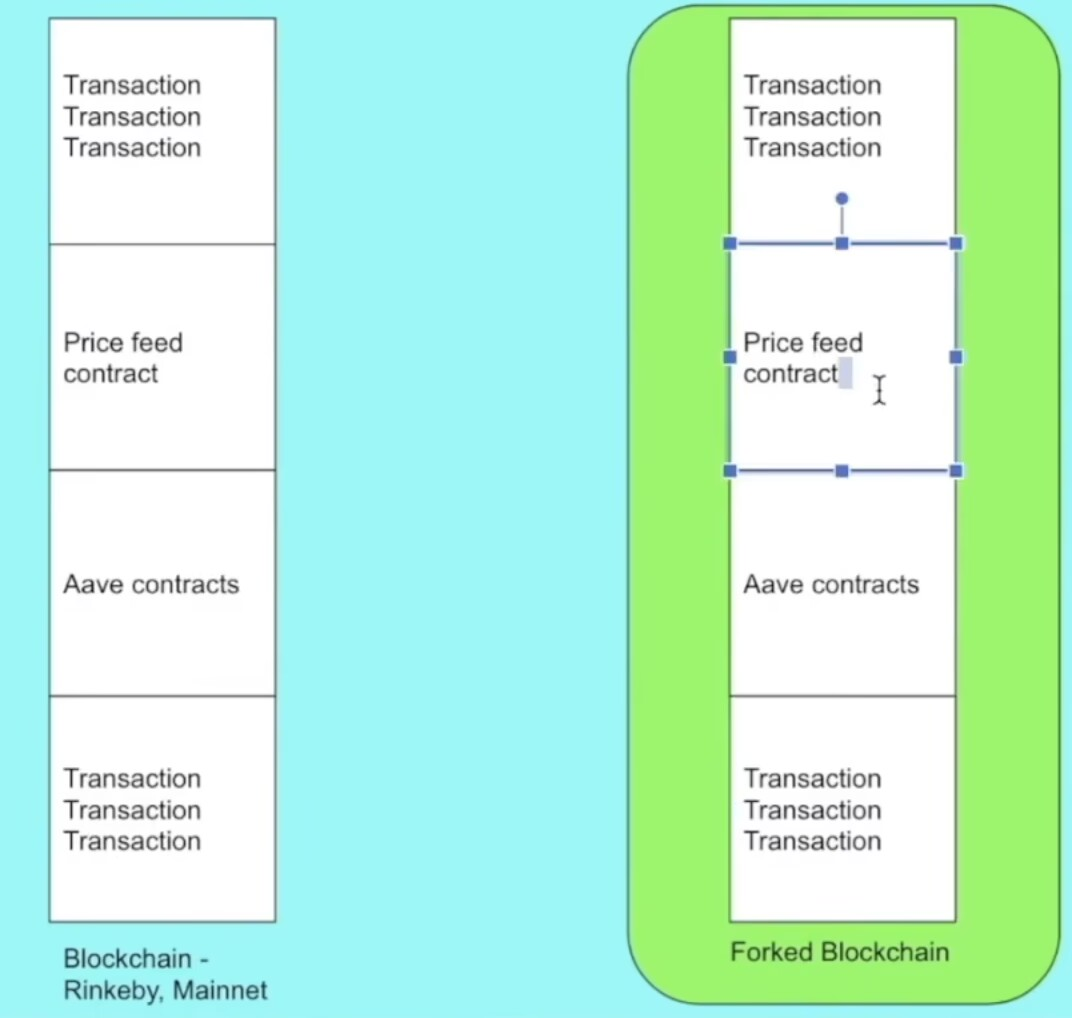 Transaction
Transaction
Transaction
Price feed
contract
Aave contracts
Transaction
Transaction
Transaction
Blockchain -
Rinkeby, Mainnet
Transaction
Transaction
Transaction
Price feed
contract
Aave contracts
Transaction
Transaction
Transaction
Forked Blockchain